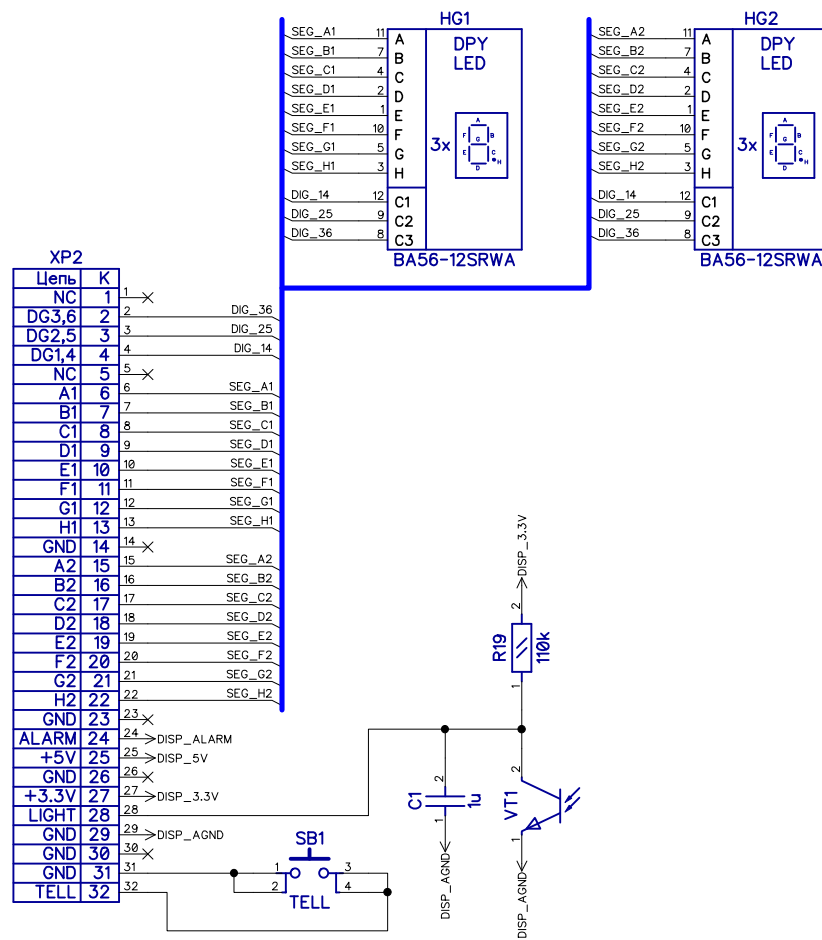 HG1
SEG_A1 11 A DPY
SEG_B1 7 B LED
SEG_C1 4 C
SEG_D1 2 D
SEG_E1 1 E
SEG_F1 10 F
SEG_G1 5 G
SEG_H1 3 H
3x
A
F B
G
E C
H
D
DIG_14 12 C1
DIG_25 9 C2
DIG_36 8 C3
BA56-12SRWA
HG2
SEG_A2 11 A DPY
SEG_B2 7 B LED
SEG_C2 4 C
SEG_D2 2 D
SEG_E2 1 E
SEG_F2 10 F
SEG_G2 5 G
SEG_H2 3 H
3x
A
F B
G
E C
H
D
DIG_14 12 C1
DIG_25 9 C2
DIG_36 8 C3
BA56-12SRWA
XP2
Цепь К
NC 1 1
DG3,6 2 2 DIG_36
DG2,5 3 3 DIG_25
DG1,4 4 4 DIG_14
NC 5 5
A1 6 6 SEG_A1
B1 7 7 SEG_B1
C1 8 8 SEG_C1
D1 9 9 SEG_D1
E1 10 10 SEG_E1
F1 11 11 SEG_F1
G1 12 12 SEG_G1
H1 13 13 SEG_H1
GND 14 14
A2 15 15 SEG_A2
B2 16 16 SEG_B2
C2 17 17 SEG_C2
D2 18 18 SEG_D2
E2 19 19 SEG_E2
F2 20 20 SEG_F2
G2 21 21 SEG_G2
H2 22 22 SEG_H2
GND 23 23
ALARM 24 24 DISP_ALARM
+5V 25 25 DISP_5V
GND 26 26
+3.3V 27 27 DISP_3.3V
LIGHT 28 28
GND 29 29 DISP_AGND
GND 30 30
GND 31 31
TELL 32 32
SB1
1 3
2 4
TELL
DISP_3.3V
2
R19 110k
1
2
C1 1u
1
DISP_AGND
2
VT1
1
DISP_AGND